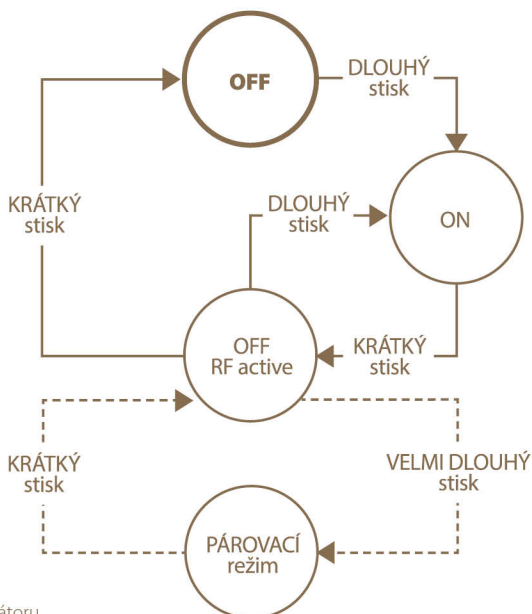 OFF
DLOUHÝ
stisk
KRÁTKÝ
stisk
DLOUHÝ
stisk
ON
OFF
RF active
KRÁTKÝ
stisk
KRÁTKÝ
stisk
VELMI DLOUHÝ
stisk
PÁROVACÍ
režim